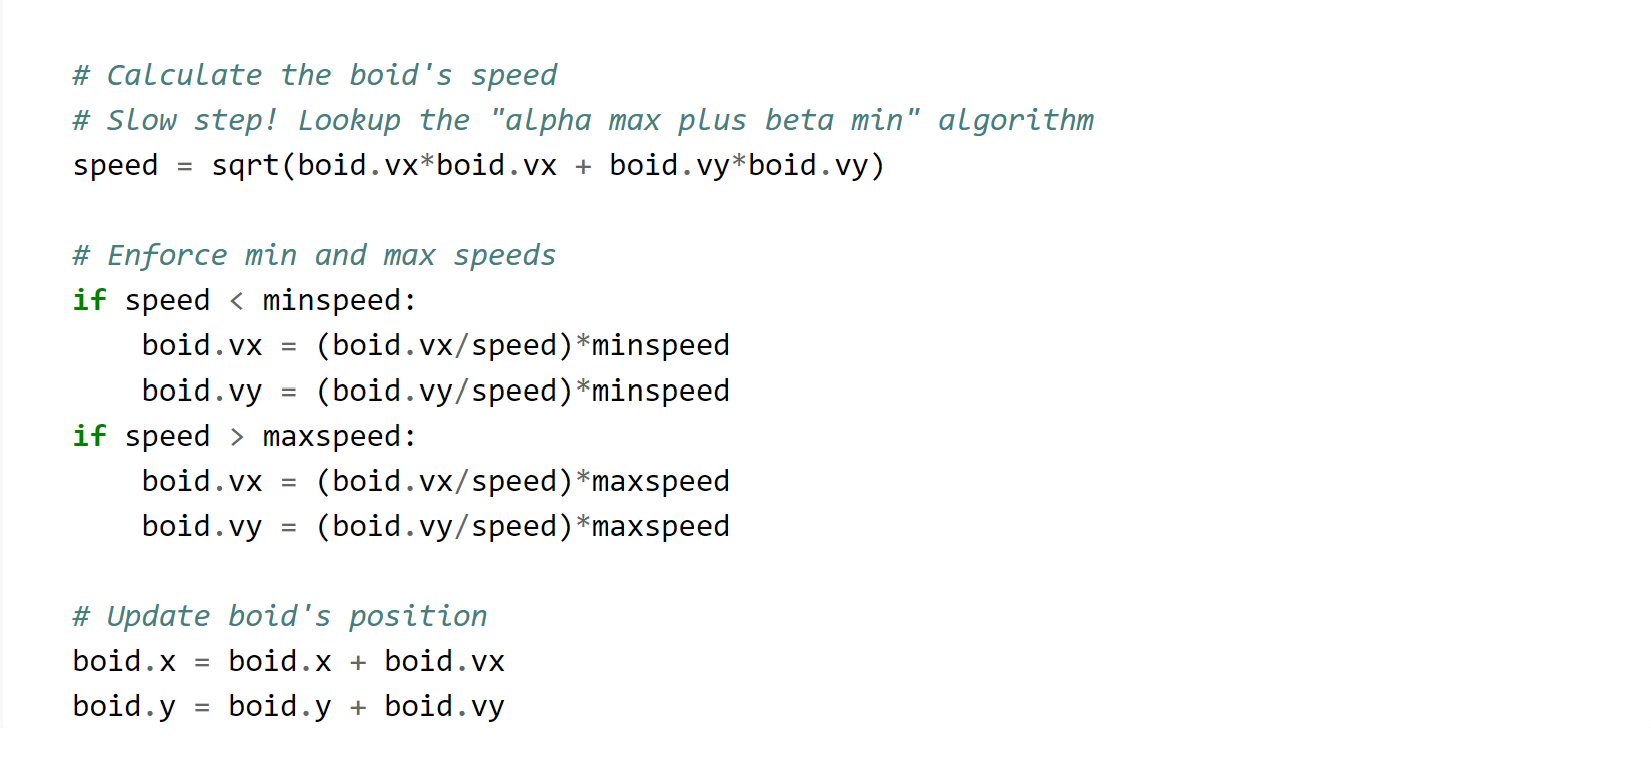 # Calculate the boid's speed
# Slow step! Lookup the "alpha max plus beta min" algorithm
speed = sqrt(boid.vx*boid.vx + boid.vy*boid.vy)

# Enforce min and max speeds
if speed < minspeed:
    boid.vx = (boid.vx/speed)*minspeed
    boid.vy = (boid.vy/speed)*minspeed
if speed > maxspeed:
    boid.vx = (boid.vx/speed)*maxspeed
    boid.vy = (boid.vy/speed)*maxspeed

# Update boid's position
boid.x = boid.x + boid.vx
boid.y = boid.y + boid.vy